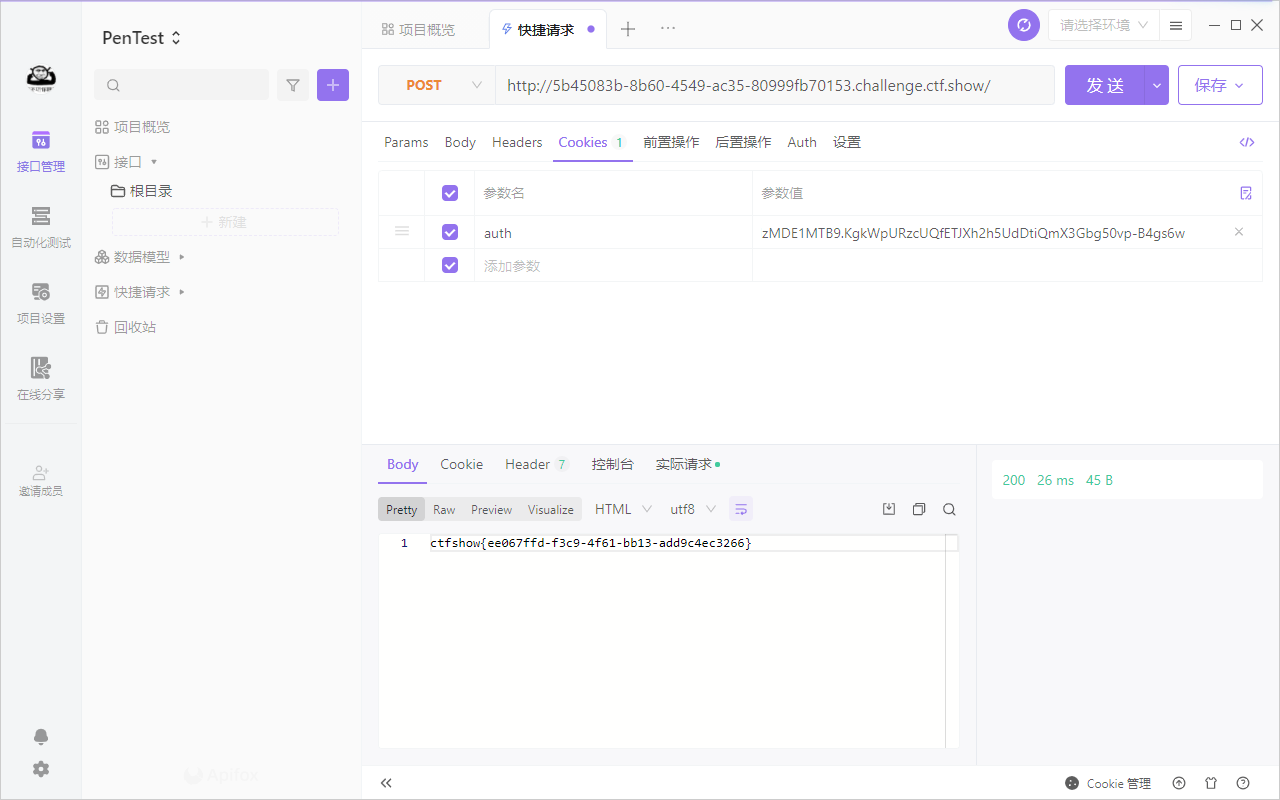 PenTest
项目概览
快捷请求
请选择环境
POST
http://5b45083b-8b60-4549-ac35-80999fb70153.challenge.ctf.show/
发送
保存
接口管理
自动化测试
项目设置
在线分享
邀请成员
项目概览
接口
根目录
新建
数据模型
快捷请求
回收站
Apifox
Params Body Headers Cookies 1 前置操作 后置操作 Auth 设置
参数名 参数值
auth zMDE1MTB9.KgkWpURzcUQfETJXh2h5UdDtiQmX3Gbg50vp-B4gs6w
添加参数
Body Cookie Header 7 控制台 实际请求
200 26 ms 45 B
Pretty Raw Preview Visualize HTML utf8
1 ctfshow{ee067ffd-f3c9-4f61-bb13-add9c4ec3266}
Cookie 管理